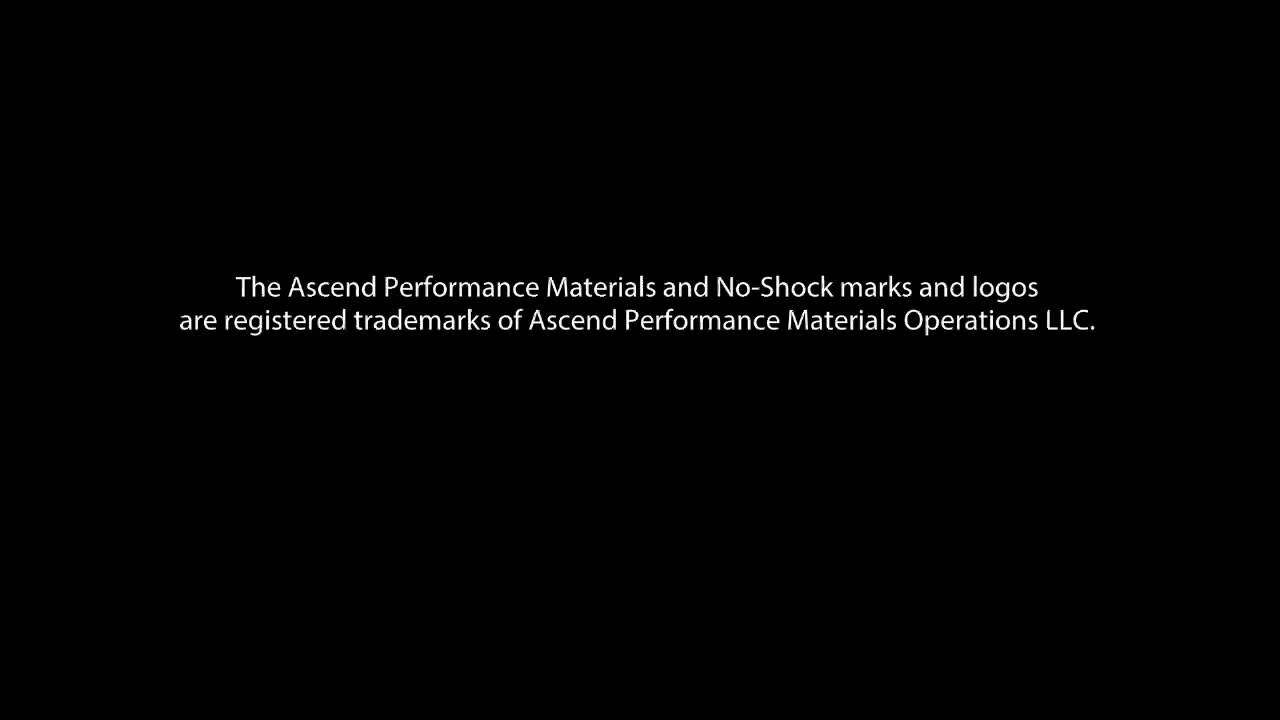 The Ascend Performance Materials and No-Shock marks and logos
are registered trademarks of Ascend Performance Materials Operations LLC.